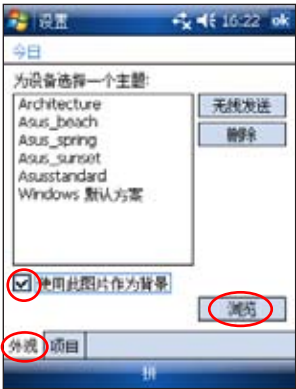 设置 16:22 ok
今日
为设备选择一个主题:
Architecture
Asus_beach
Asus_spring
Asus_sunset
Asusstandard
Windows 默认方案
无线发送
删除
使用此图片作为背景
浏览
外观 项目
拼